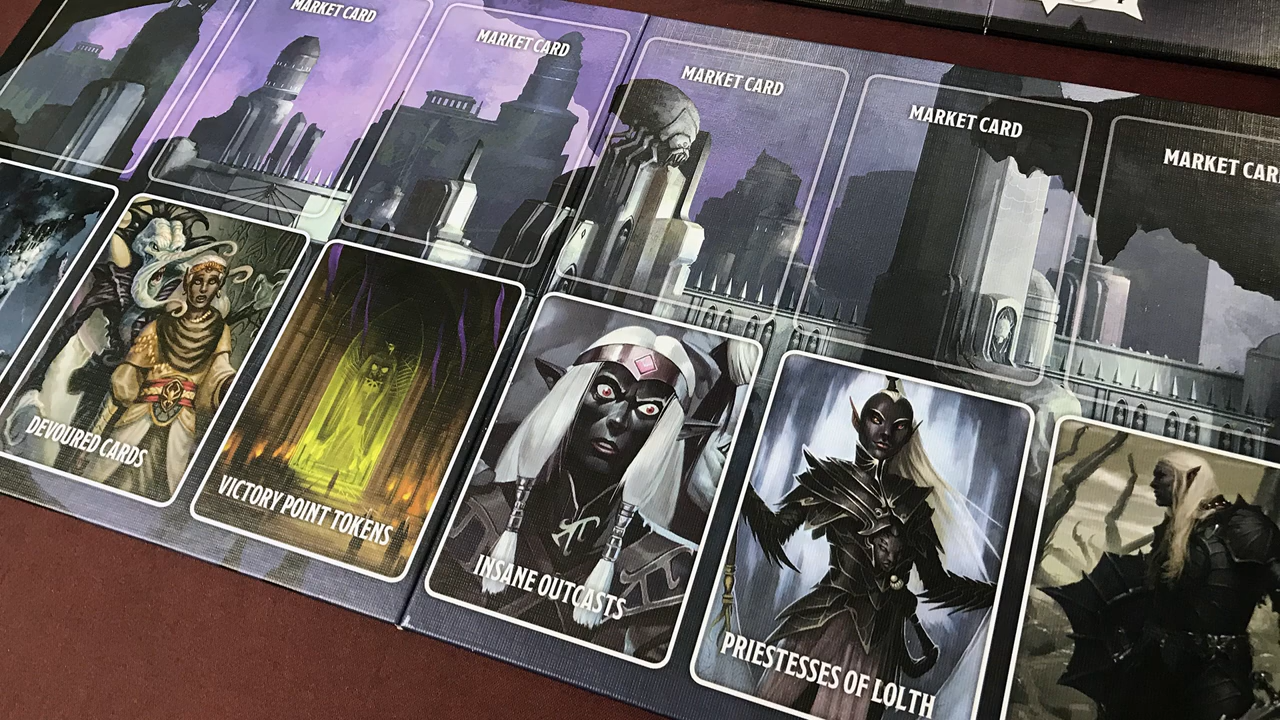 MARKET CARD
MARKET CARD
MARKET CARD
MARKET CARD
MARKET
DEVOURED CARDS
VICTORY POINT TOKENS
INSANE OUTCASTS
PRIESTESSES OF LOLTH